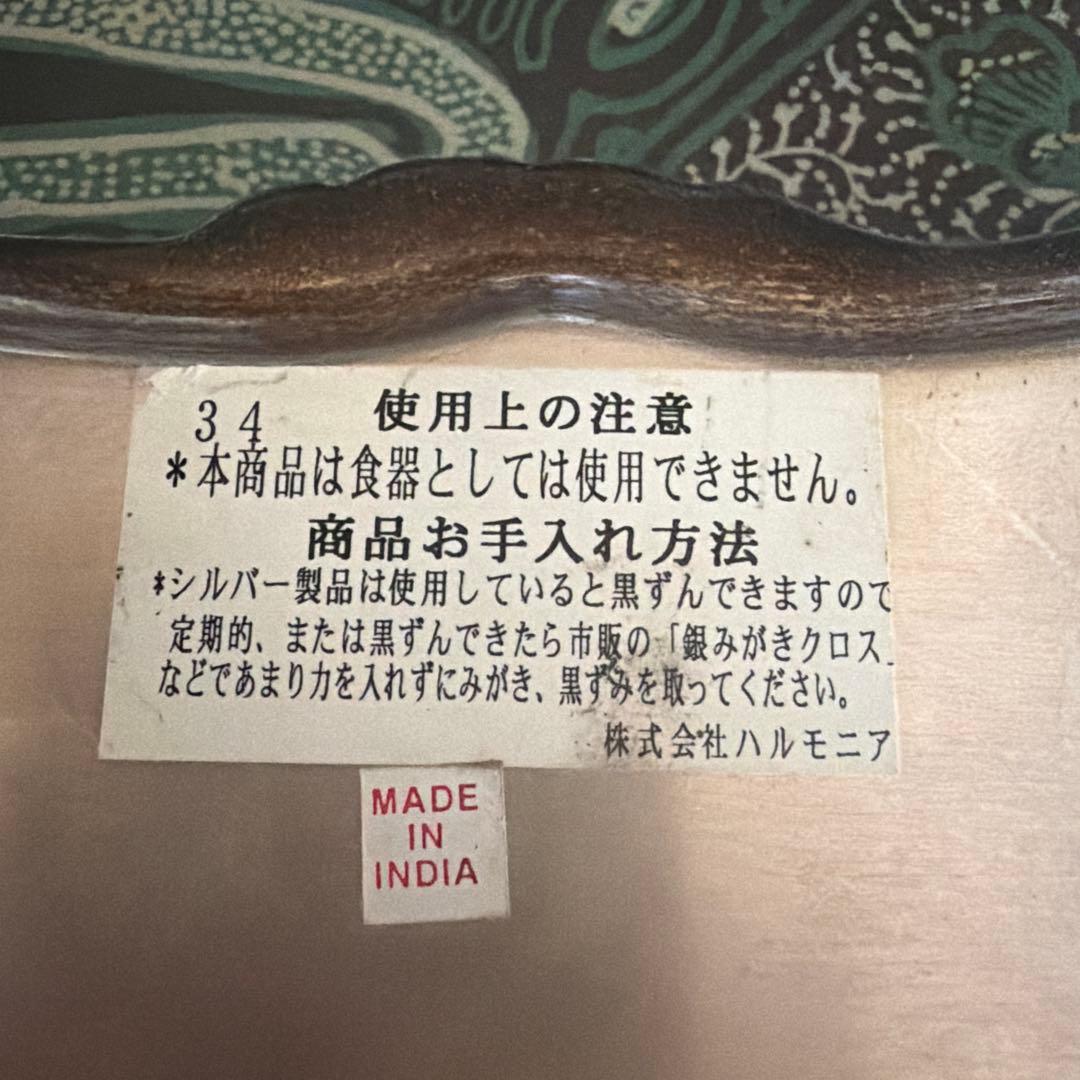 34 使用上の注意
*本商品は食器としては使用できません。
商品お手入れ方法
*シルバー製品は使用していると黒ずんできますので
定期的、または黒ずんできたら市販の「銀みがきクロス」
などであまり力を入れずにみがき、黒ずみを取ってください。
株式会社ハルモニア
MADE
IN
INDIA